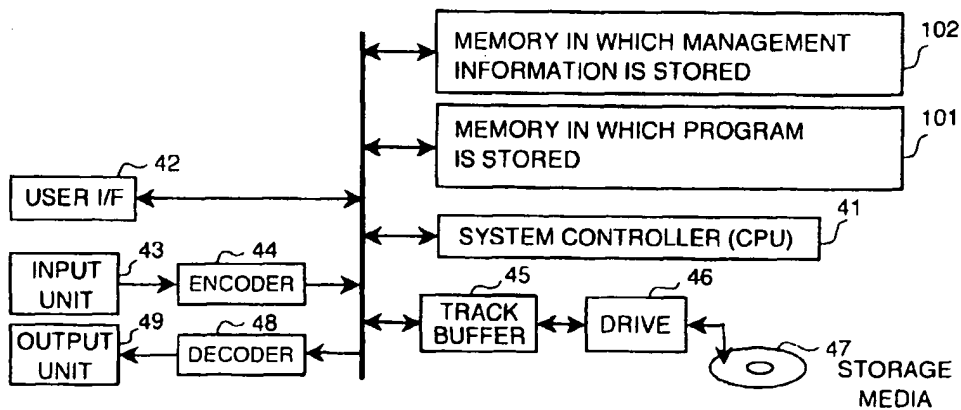 102
MEMORY IN WHICH MANAGEMENT
INFORMATION IS STORED
101
MEMORY IN WHICH PROGRAM
IS STORED
42
USER I/F
41
SYSTEM CONTROLLER (CPU)
43
INPUT
UNIT
44
ENCODER
45
TRACK
BUFFER
46
DRIVE
49
OUTPUT
UNIT
48
DECODER
47
STORAGE
MEDIA